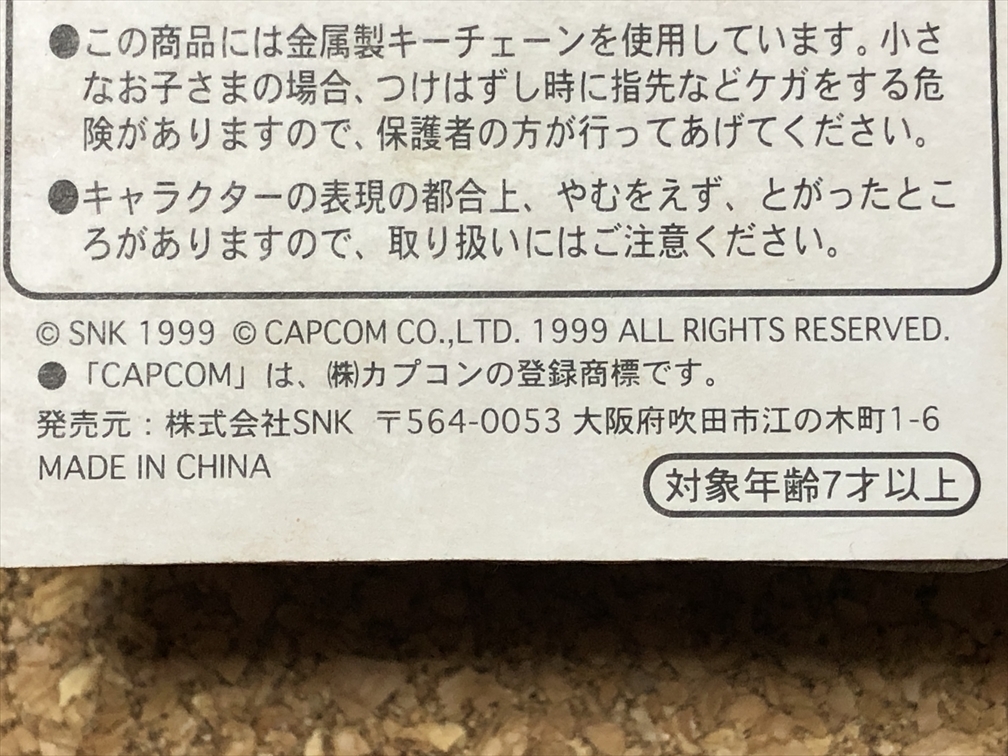 ●この商品には金属製キーチェーンを使用しています。小さ
なお子さまの場合、つけはずし時に指先などケガをする危
険がありますので、保護者の方が行ってあげてください。
●キャラクターの表現の都合上、やむをえず、とがったとこ
ろがありますので、取り扱いにはご注意ください。
© SNK 1999 © CAPCOM CO.,LTD. 1999 ALL RIGHTS RESERVED.
●「CAPCOM」は、㈱カプコンの登録商標です。
発売元：株式会社SNK 〒564-0053 大阪府吹田市江の木町1-6
MADE IN CHINA
対象年齢7才以上